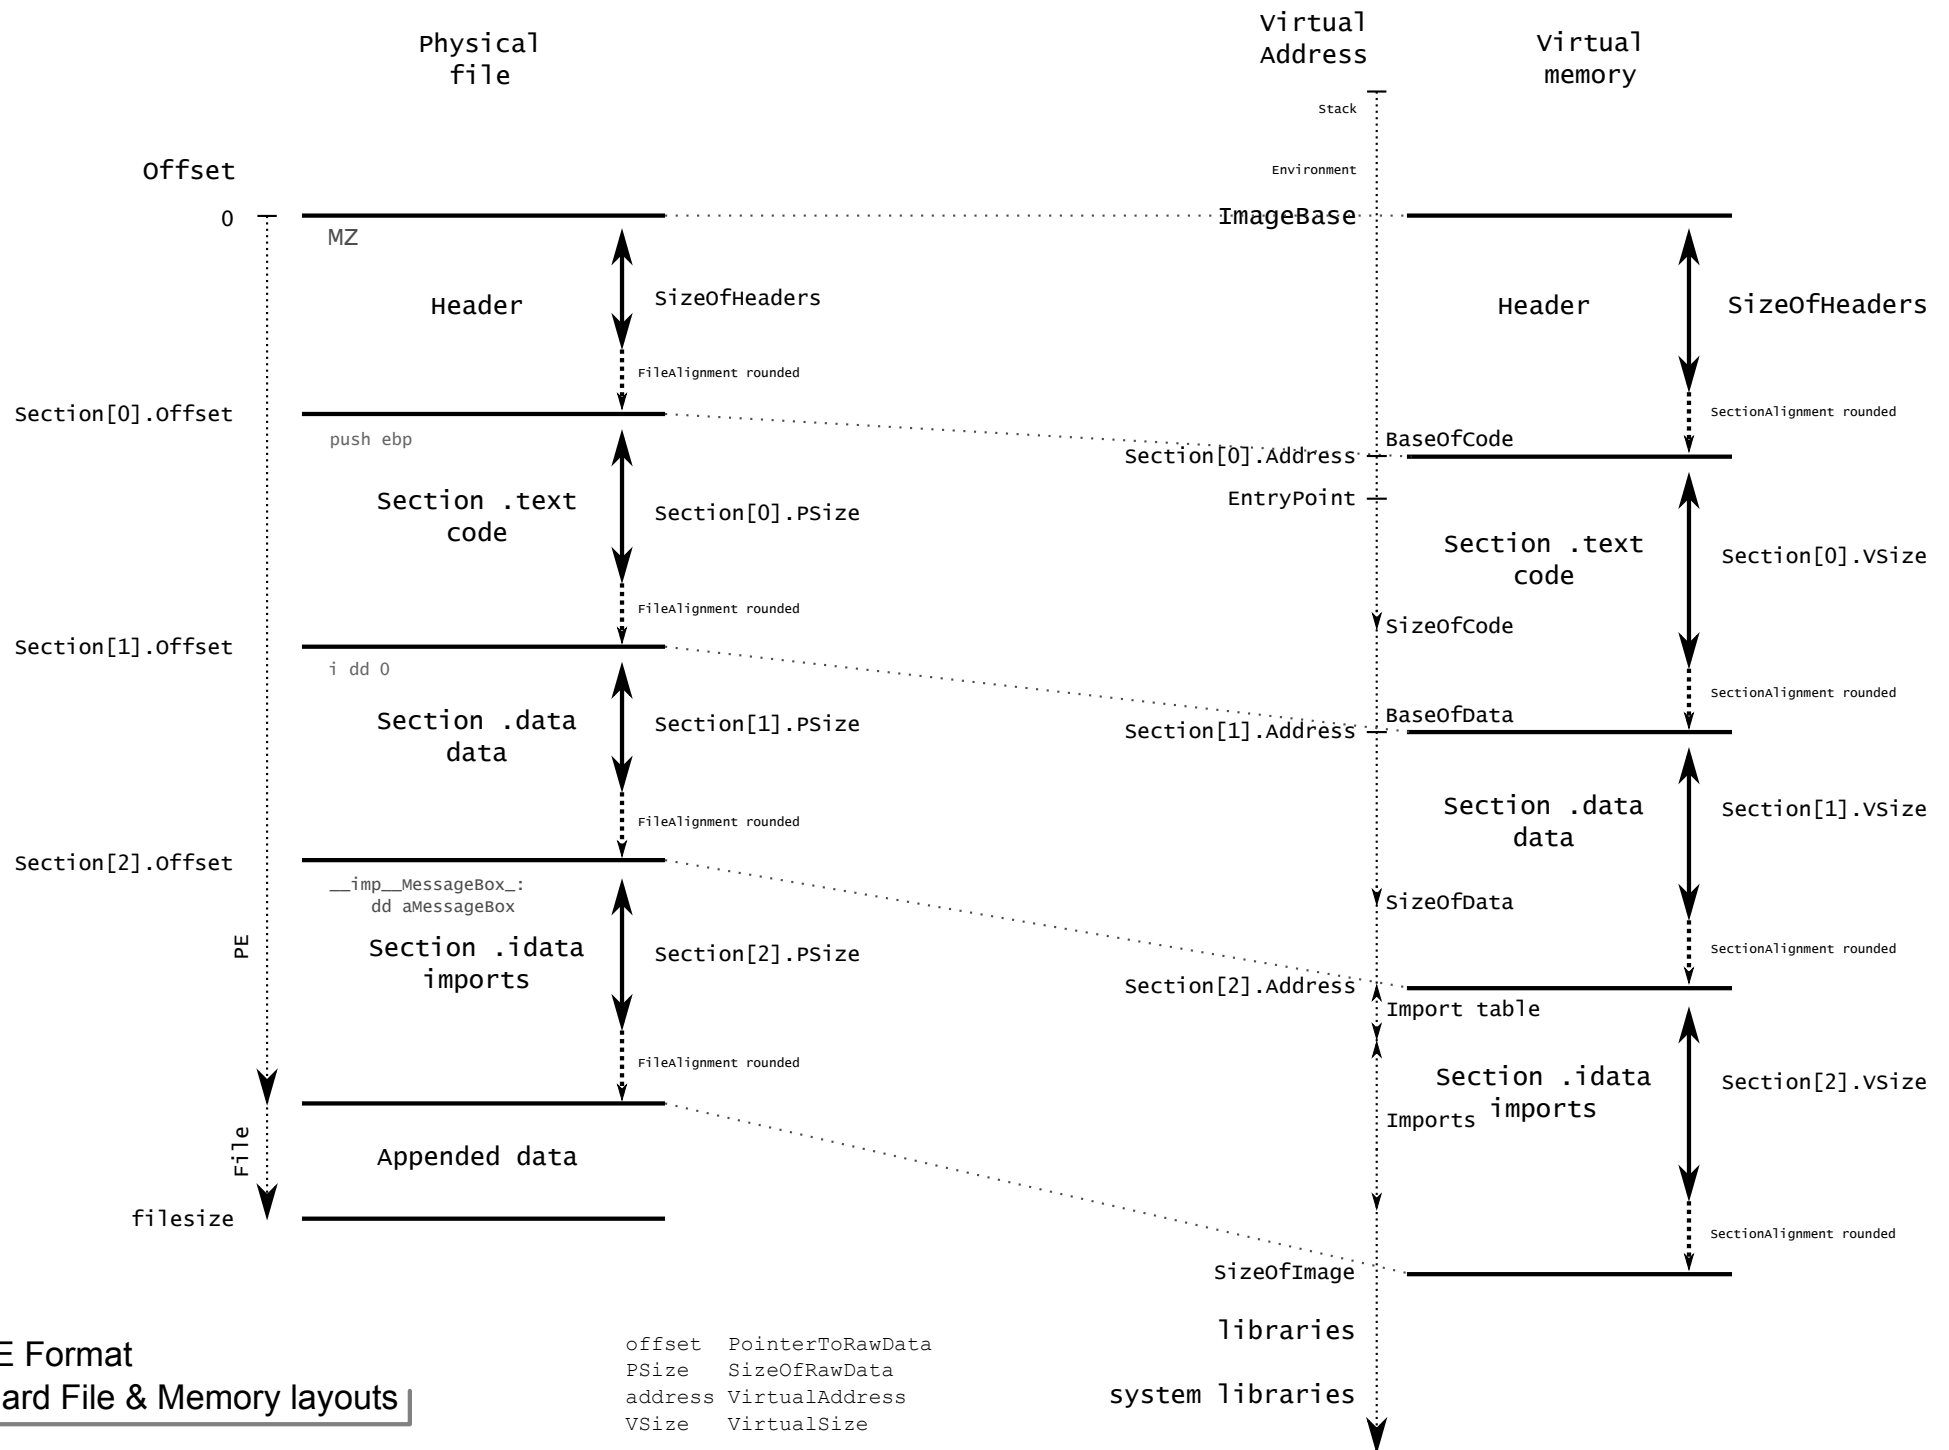 Physical
file
Virtual
Address
Virtual
memory
Stack
Environment
Offset
0
ImageBase
MZ
Header
SizeOfHeaders
FileAlignment rounded
Header
SizeOfHeaders
SectionAlignment rounded
Section[0].Offset
push ebp
Section .text
code
Section[0].PSize
FileAlignment rounded
BaseOfCode
Section[0].Address
EntryPoint
Section .text
code
Section[0].VSize
SizeOfCode
SectionAlignment rounded
Section[1].Offset
i dd 0
Section .data
data
Section[1].PSize
FileAlignment rounded
BaseOfData
Section[1].Address
Section .data
data
Section[1].VSize
SizeOfData
SectionAlignment rounded
Section[2].Offset
__imp__MessageBox_:
dd aMessageBox
Section .idata
imports
Section[2].PSize
FileAlignment rounded
PE
Section[2].Address
Import table
Section .idata
imports
Section[2].VSize
Imports
SectionAlignment rounded
File
Appended data
filesize
SizeOfImage
libraries
system libraries
E Format
ard File & Memory layouts
offset PointerToRawData
PSize SizeOfRawData
address VirtualAddress
VSize VirtualSize